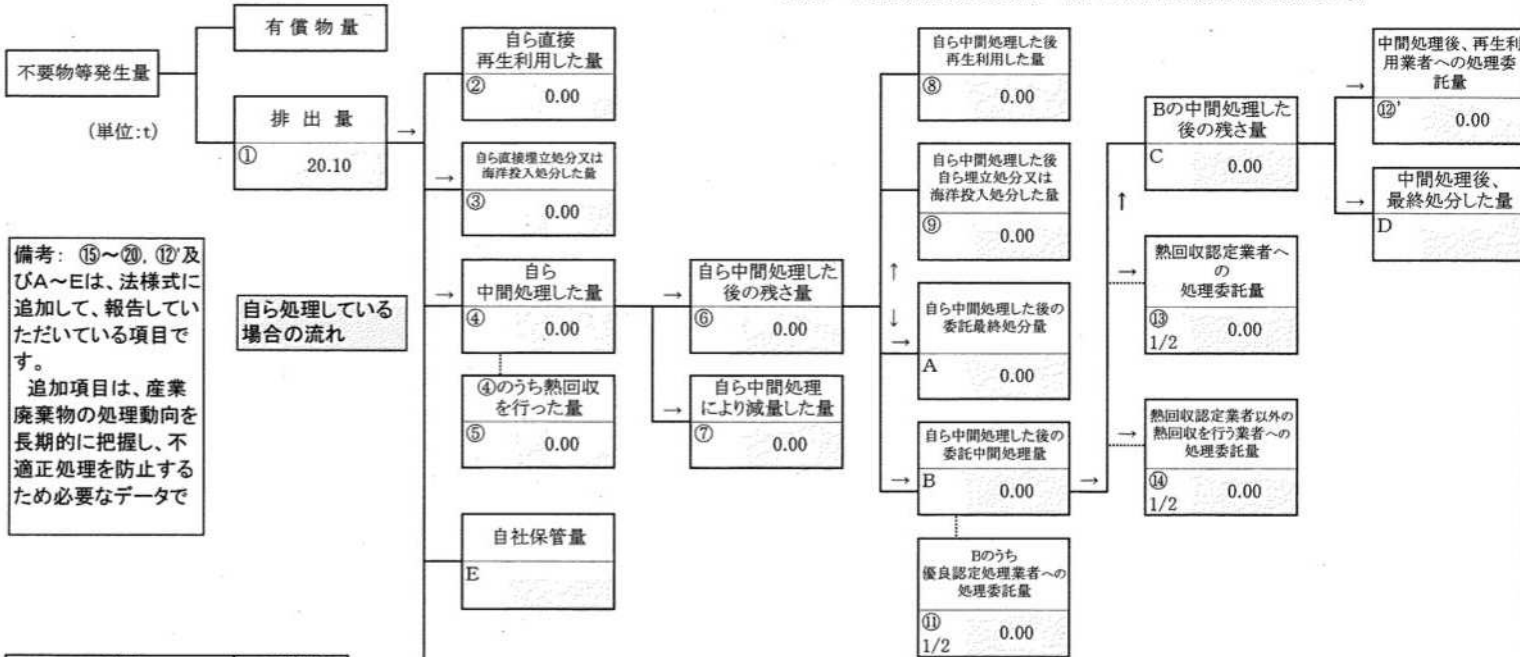 不要物等発生量
(単位:t)
有 償 物 量
排 出 量
①
20.10
→
備考: ⑮~⑳, ⑫'及
びA~Eは、法様式に
追加して、報告してい
ただいている項目で
す。
追加項目は、産業
廃棄物の処理動向を
長期的に把握し、不
適正処理を防止する
ため必要なデータで
自ら処理している
場合の流れ
自ら直接
再生利用した量
②
0.00
→
自ら直接埋立処分又は
海洋投入処分した量
③
0.00
→
自ら
中間処理した量
④
0.00
④のうち熱回収
を行った量
⑤
0.00
自社保管量
E
→
自ら中間処理した
後の残さ量
⑥
0.00
→
自ら中間処理
により減量した量
⑦
0.00
自ら中間処理した後
再生利用した量
⑧
0.00
自ら中間処理した後
自ら埋立処分又は
海洋投入処分した量
⑨
0.00
↑
↓
→
自ら中間処理した後の
委託最終処分量
A
0.00
→
自ら中間処理した後の
委託中間処理量
B
0.00
→
Bのうち
優良認定処理業者への
処理委託量
⑪
1/2
0.00
Bの中間処理した
後の残さ量
C
0.00
↑
→
熱回収認定業者へ
の
処理委託量
⑬
1/2
0.00
→
熱回収認定業者以外の
熱回収を行う業者への
処理委託量
⑭
1/2
0.00
→
中間処理後、再生利
用業者への処理委
託量
⑫'
0.00
→
中間処理後、
最終処分した量
D